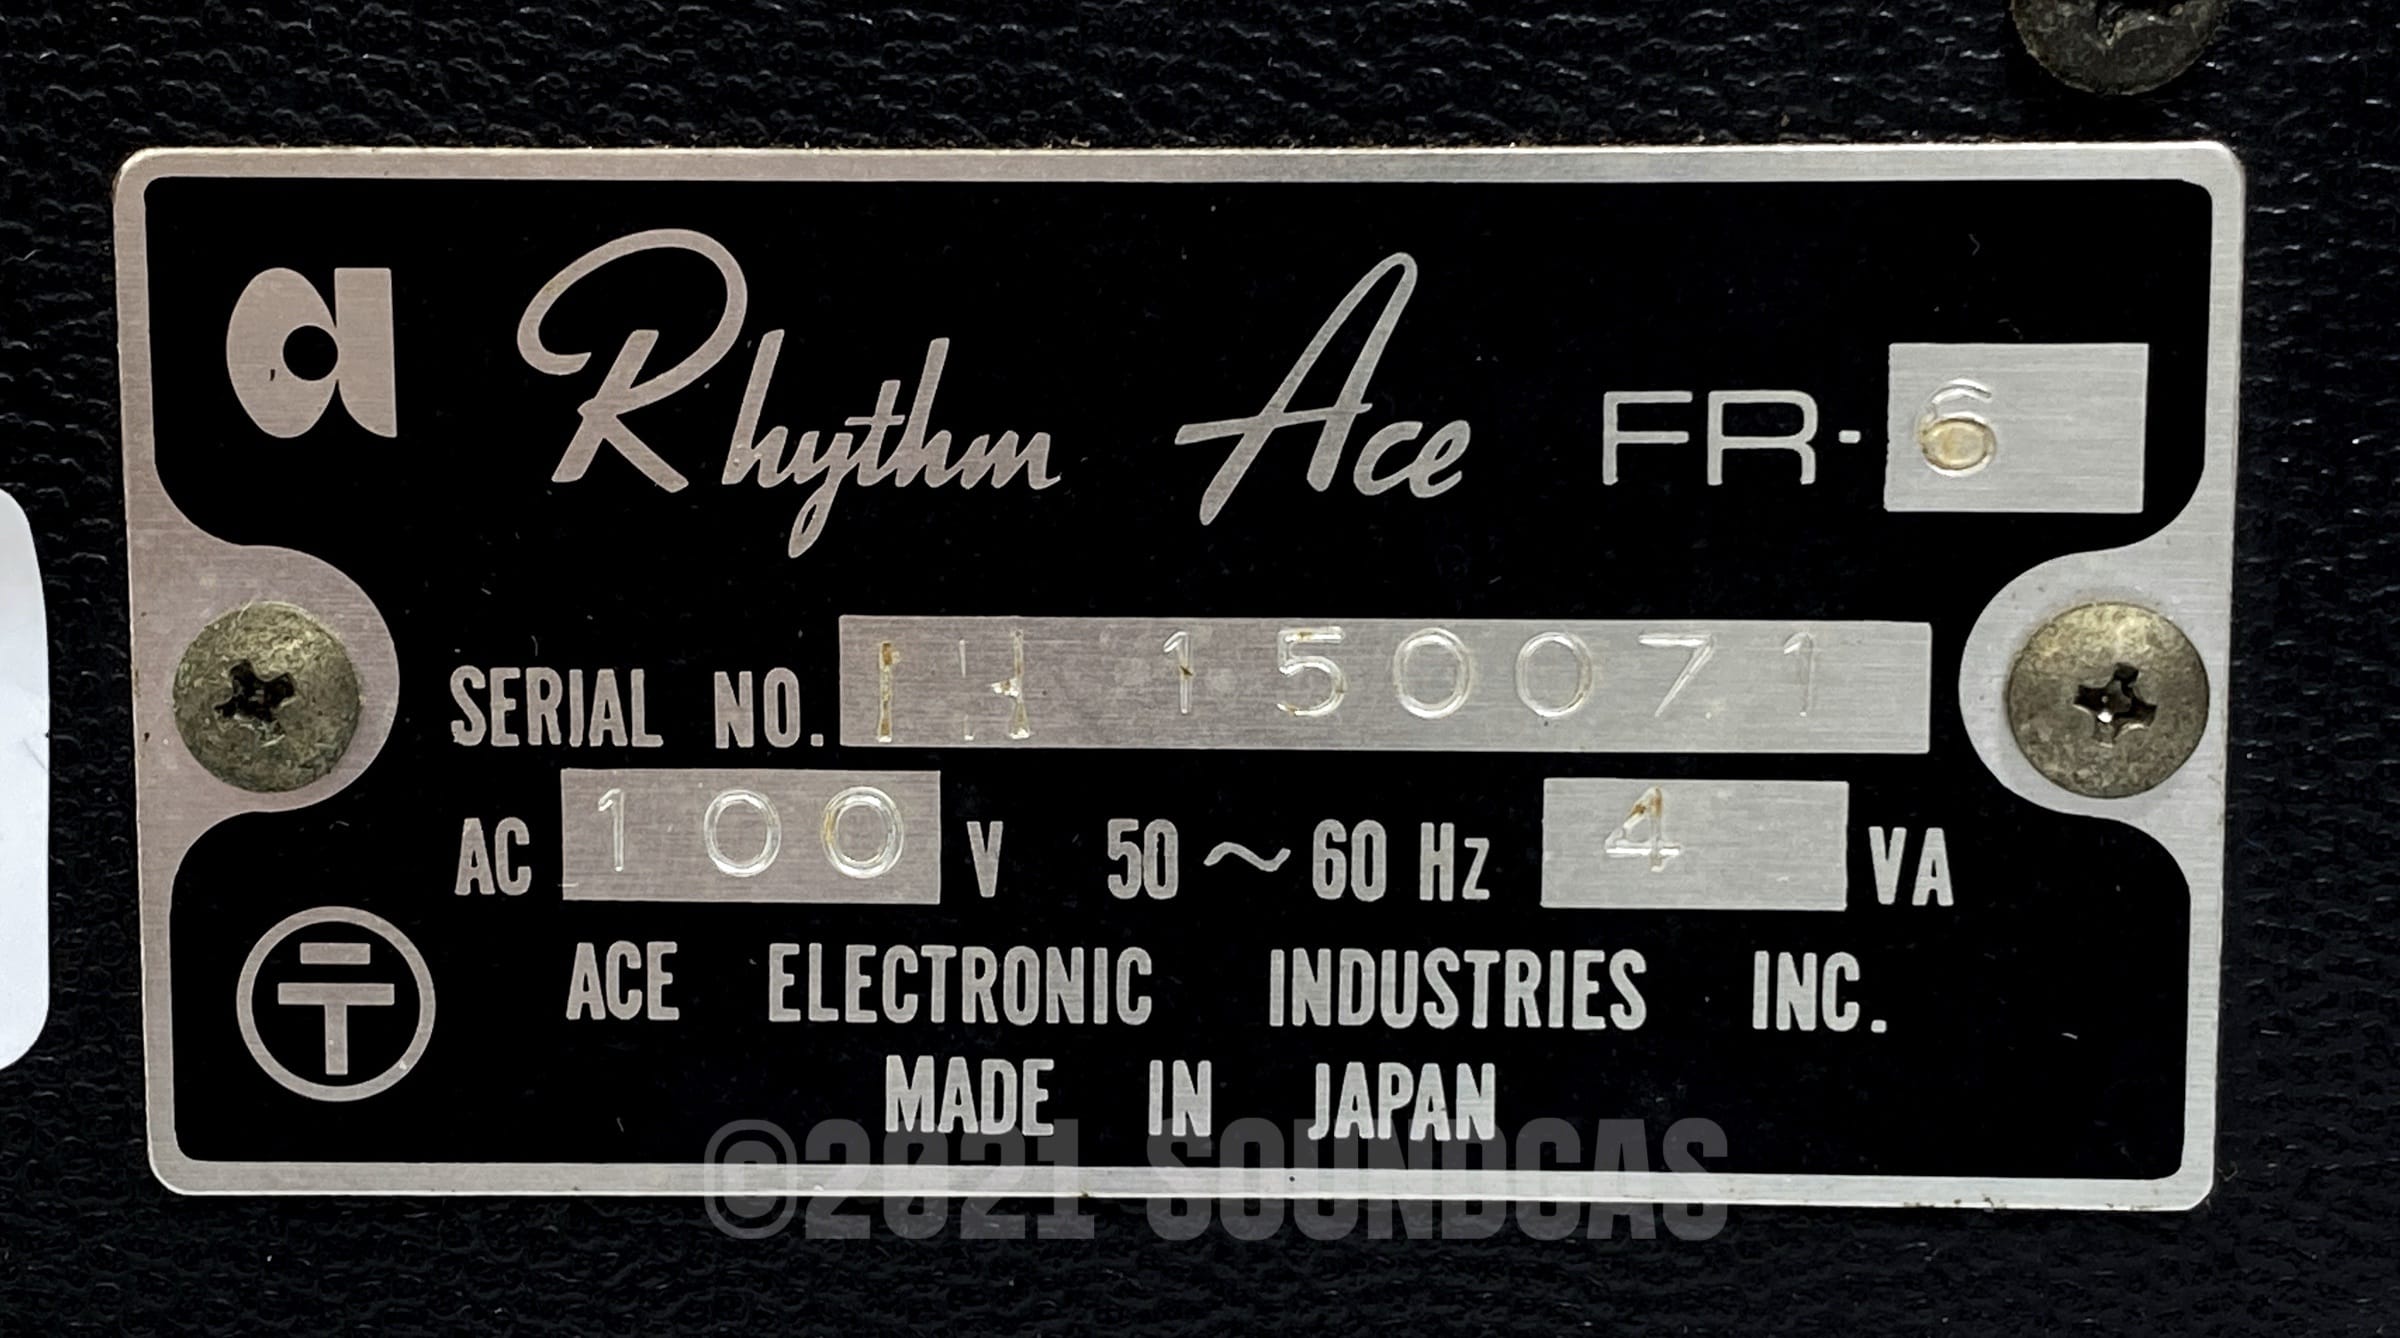 a Rhythm Ace FR-6
SERIAL NO. 1H 150071
AC 100 V 50~60 Hz 4 VA
ACE ELECTRONIC INDUSTRIES INC.
MADE IN JAPAN
©2021 SOUNDGAS